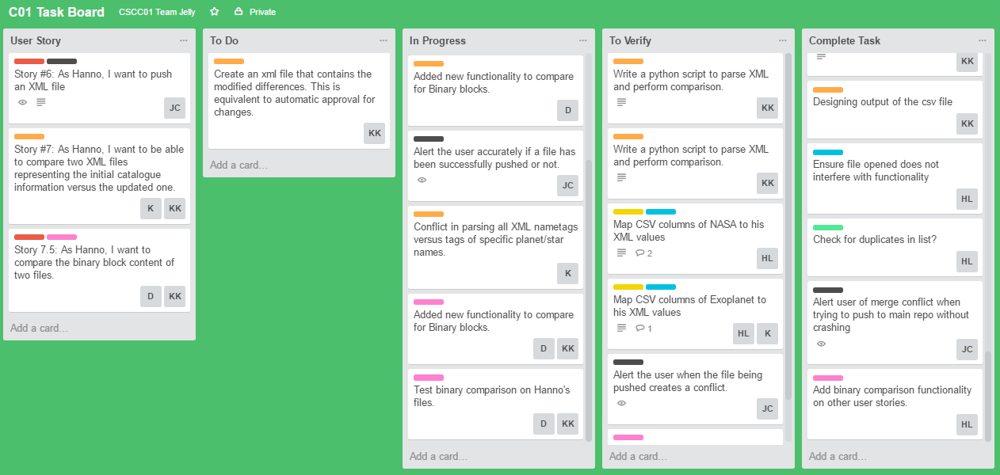 C01 Task Board CSCC01 Team Jelly Private
User Story
Story #6: As Hanno, I want to push
an XML file
JC
Story #7: As Hanno, I want to be able
to compare two XML files
representing the initial catalogue
information versus the updated one.
K KK
Story 7.5: As Hanno, I want to
compare the binary block content of
two files.
D KK
Add a card...
To Do
Create an xml file that contains the
modified differences. This is
equivalent to automatic approval for
changes.
KK
Add a card...
In Progress
Added new functionality to compare
for Binary blocks.
D
Alert the user accurately if a file has
been successfully pushed or not.
JC
Conflict in parsing all XML nametags
versus tags of specific planet/star
names.
K
Added new functionality to compare
for Binary blocks.
D KK
Test binary comparison on Hanno's
files.
D KK
Add a card...
To Verify
Write a python script to parse XML
and perform comparison.
KK
Write a python script to parse XML
and perform comparison.
KK
Map CSV columns of NASA to his
XML values
2
HL
Map CSV columns of Exoplanet to
his XML values
1
HL K
Alert the user when the file being
pushed creates a conflict.
JC
Add a card...
Complete Task
KK
Designing output of the csv file
KK
Ensure file opened does not
interfere with functionality
HL
Check for duplicates in list?
HL
Alert user of merge conflict when
trying to push to main repo without
crashing
JC
Add binary comparison functionality
on other user stories.
HL
Add a card...